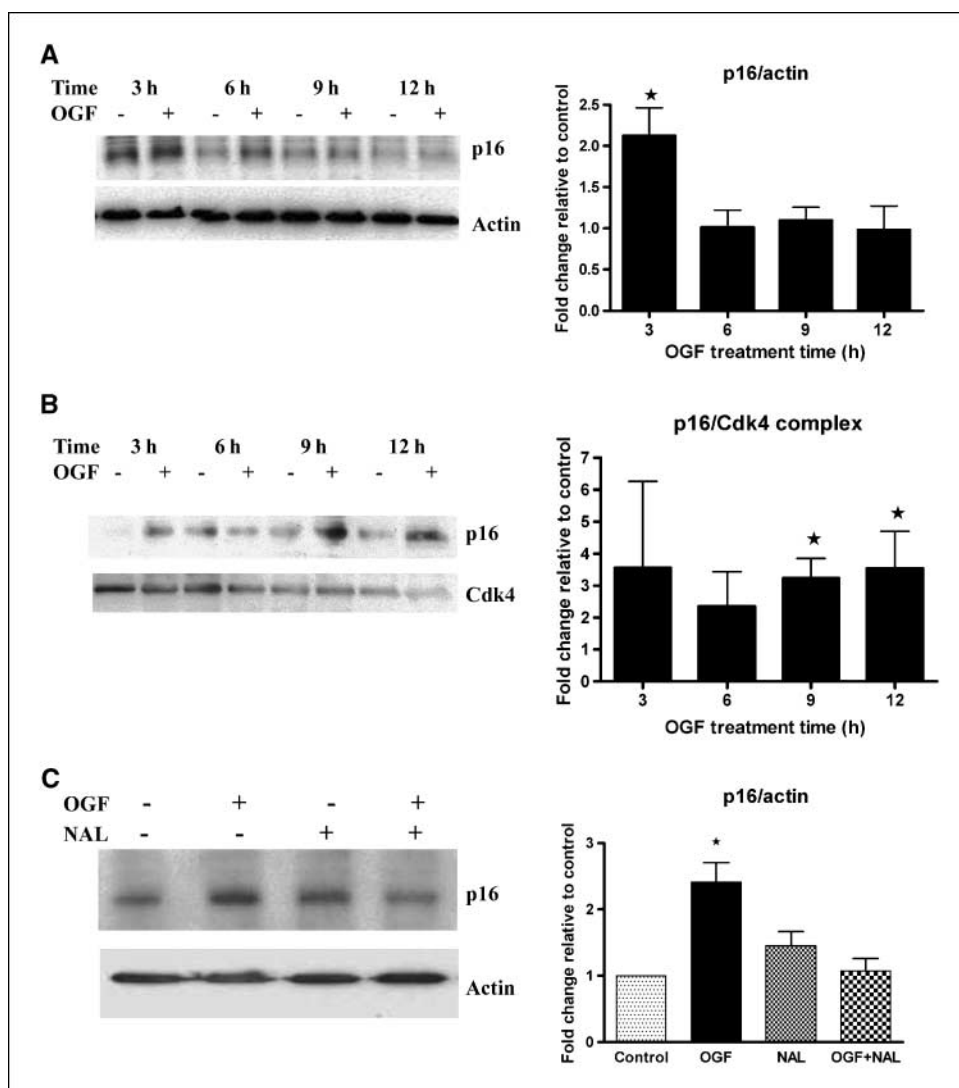 A
Time 3 h 6 h 9 h 12 h
OGF - + - + - + - +
p16
Actin
p16/actin
★
Fold change relative to control
2.5
2.0
1.5
1.0
0.5
0.0
3 6 9 12
OGF treatment time (h)
B
Time 3 h 6 h 9 h 12 h
OGF - + - + - + - +
p16
Cdk4
p16/Cdk4 complex
★ ★
Fold change relative to control
7
6
5
4
3
2
1
0
3 6 9 12
OGF treatment time (h)
C
OGF - + - +
NAL - - + +
p16
Actin
p16/actin
★
Fold change relative to control
3
2
1
0
Control OGF NAL OGF+NAL